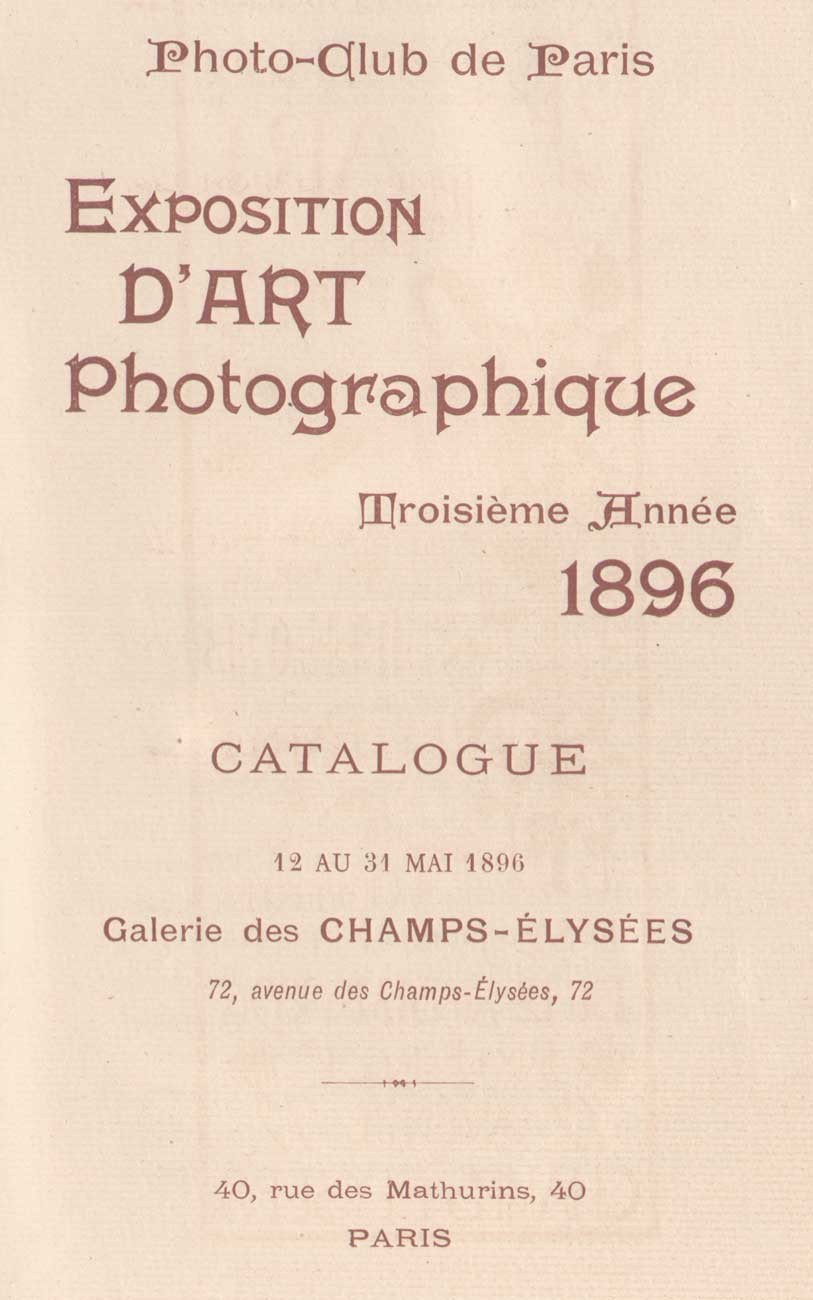 Photo-Club de Paris
EXPOSITION
D'ART
Photographique
Troisième Année
1896
CATALOGUE
12 AU 31 MAI 1896
Galerie des CHAMPS-ÉLYSÉES
72, avenue des Champs-Élysées, 72
40, rue des Mathurins, 40
PARIS